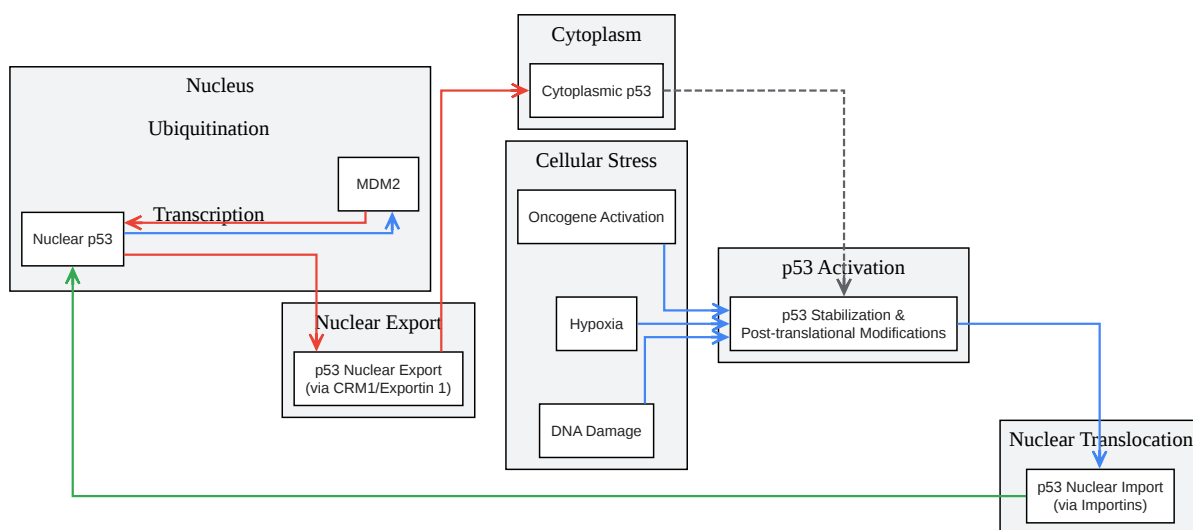 Cytoplasm
Cytoplasmic p53
Nucleus
Ubiquitination
MDM2
Transcription
Nuclear p53
Cellular Stress
Oncogene Activation
Hypoxia
DNA Damage
p53 Activation
p53 Stabilization &
Post-translational Modifications
Nuclear Export
p53 Nuclear Export
(via CRM1/Exportin 1)
Nuclear Translocation
p53 Nuclear Import
(via Importins)